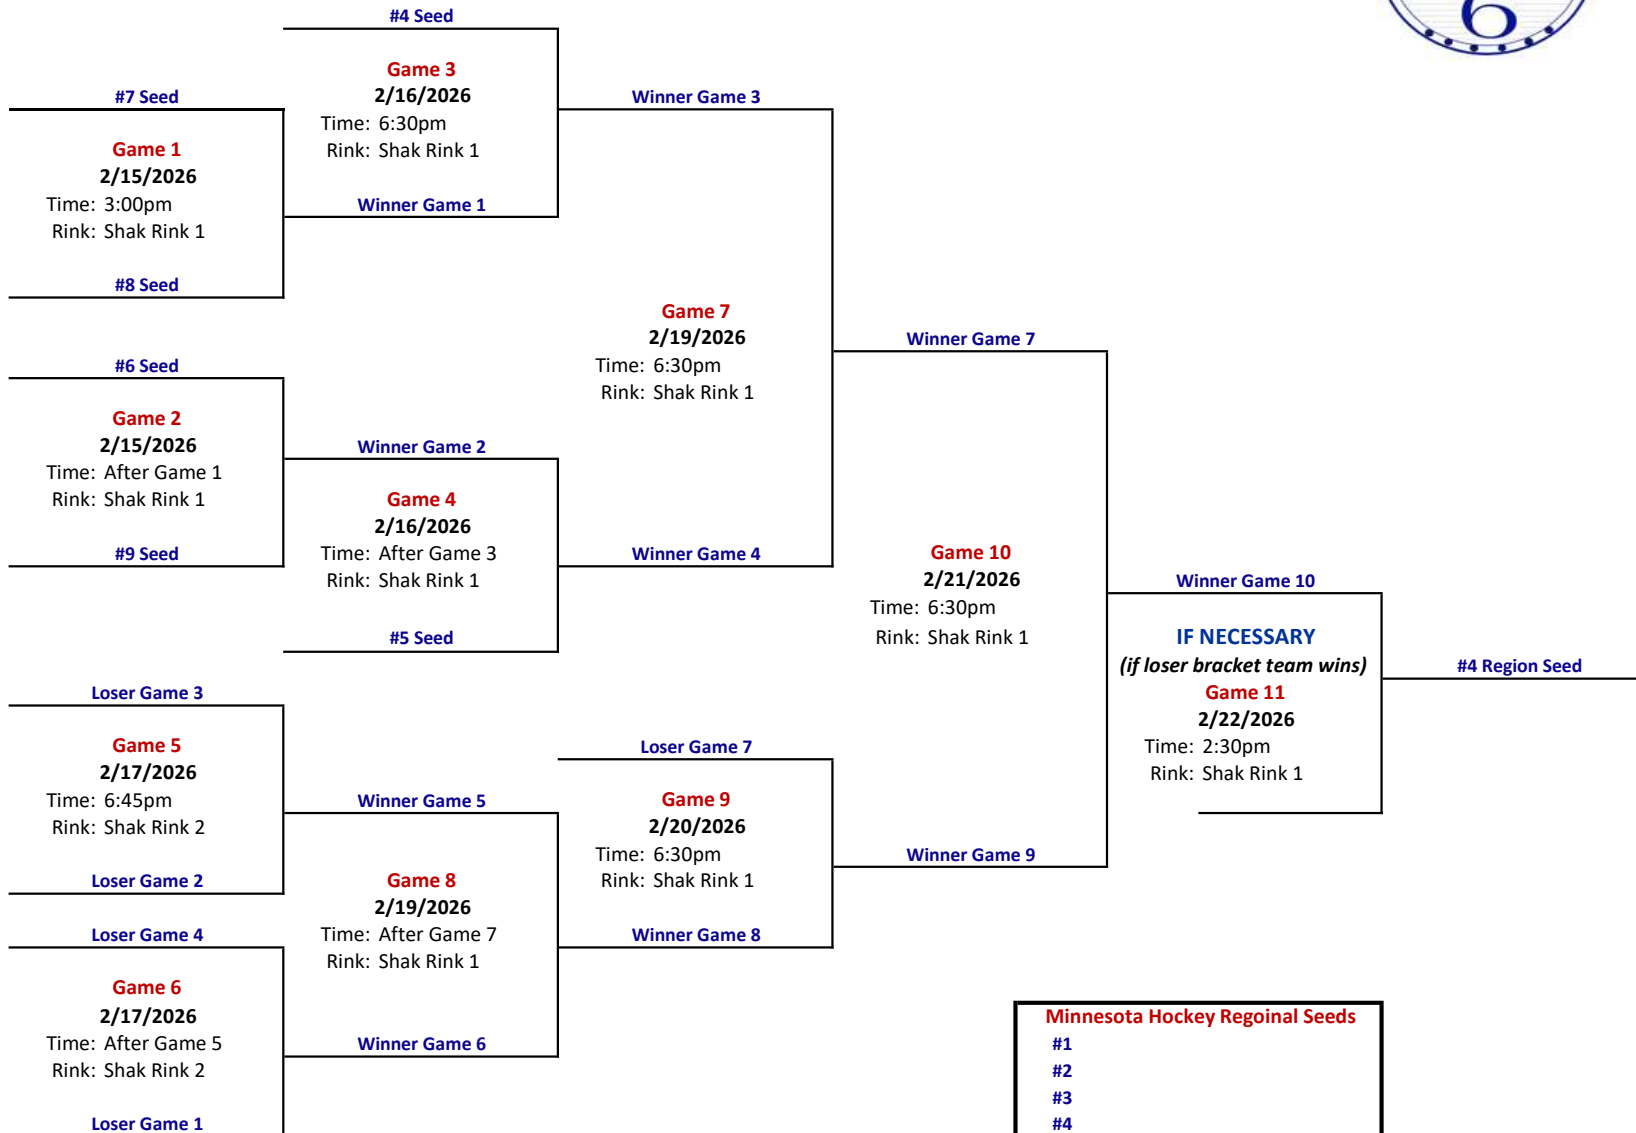 6
#4 Seed
#7 Seed
Game 1
2/15/2026
Time: 3:00pm
Rink: Shak Rink 1
#8 Seed
Game 3
2/16/2026
Time: 6:30pm
Rink: Shak Rink 1
Winner Game 1
Winner Game 3
#6 Seed
Game 2
2/15/2026
Time: After Game 1
Rink: Shak Rink 1
#9 Seed
Winner Game 2
Game 4
2/16/2026
Time: After Game 3
Rink: Shak Rink 1
#5 Seed
Game 7
2/19/2026
Time: 6:30pm
Rink: Shak Rink 1
Winner Game 4
Winner Game 7
Game 10
2/21/2026
Time: 6:30pm
Rink: Shak Rink 1
Winner Game 10
IF NECESSARY
(if loser bracket team wins)
Game 11
2/22/2026
Time: 2:30pm
Rink: Shak Rink 1
#4 Region Seed
Loser Game 3
Game 5
2/17/2026
Time: 6:45pm
Rink: Shak Rink 2
Loser Game 2
Winner Game 5
Loser Game 4
Game 6
2/17/2026
Time: After Game 5
Rink: Shak Rink 2
Loser Game 1
Game 8
2/19/2026
Time: After Game 7
Rink: Shak Rink 1
Winner Game 6
Loser Game 7
Game 9
2/20/2026
Time: 6:30pm
Rink: Shak Rink 1
Winner Game 8
Winner Game 9
Minnesota Hockey Regoinal Seeds
#1
#2
#3
#4